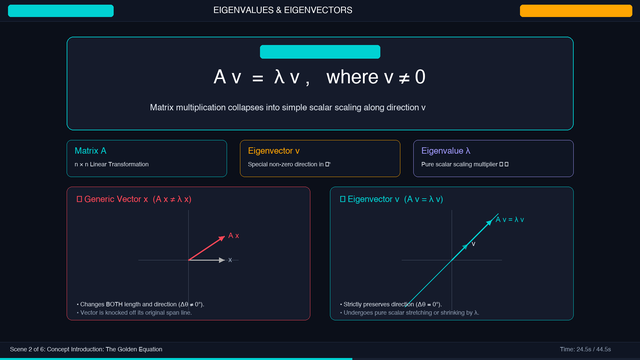 EIGENVALUES & EIGENVECTORS
A v = λ v , where v ≠ 0
Matrix multiplication collapses into simple scalar scaling along direction v
Matrix A
n × n Linear Transformation
Eigenvector v
Special non-zero direction in □ⁿ
Eigenvalue λ
Pure scalar scaling multiplier □ □
□ Generic Vector x (A x ≠ λ x)
A x
x
• Changes BOTH length and direction (Δθ ≠ 0°).
• Vector is knocked off its original span line.
□ Eigenvector v (A v = λ v)
A v = λ v
v
• Strictly preserves direction (Δθ = 0°).
• Undergoes pure scalar stretching or shrinking by λ.
Scene 2 of 6: Concept Introduction: The Golden Equation
Time: 24.5s / 44.5s